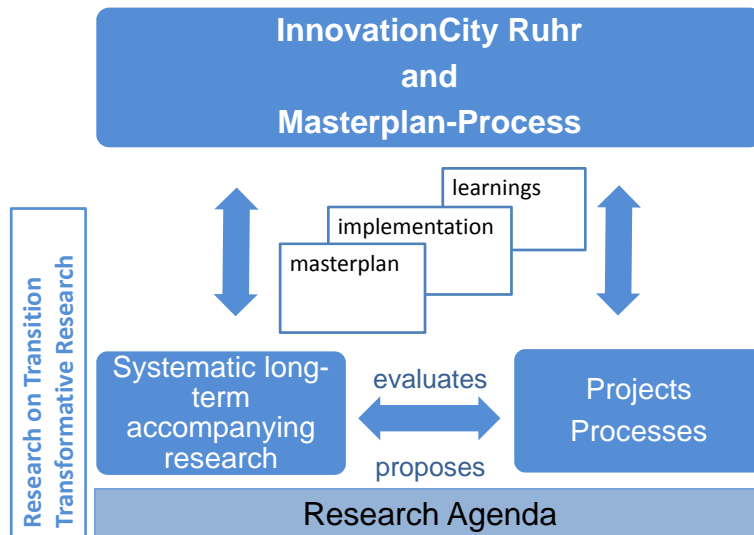 InnovationCity Ruhr
and
Masterplan-Process
learnings
implementation
masterplan
Research on Transition
Transformative Research
Systematic long-
term
accompanying
research
evaluates
proposes
Projects
Processes
Research Agenda